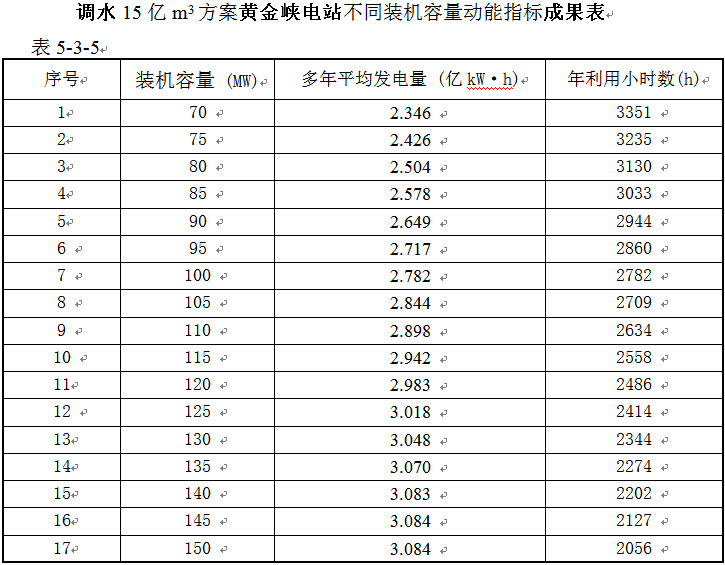 调水 15 亿 m³ 方案黄金峡电站不同装机容量动能指标成果表
表 5-3-5
序号 装机容量 (MW) 多年平均发电量 (亿 kW·h) 年利用小时数(h)
1 70 2.346 3351
2 75 2.426 3235
3 80 2.504 3130
4 85 2.578 3033
5 90 2.649 2944
6 95 2.717 2860
7 100 2.782 2782
8 105 2.844 2709
9 110 2.898 2634
10 115 2.942 2558
11 120 2.983 2486
12 125 3.018 2414
13 130 3.048 2344
14 135 3.070 2274
15 140 3.083 2202
16 145 3.084 2127
17 150 3.084 2056